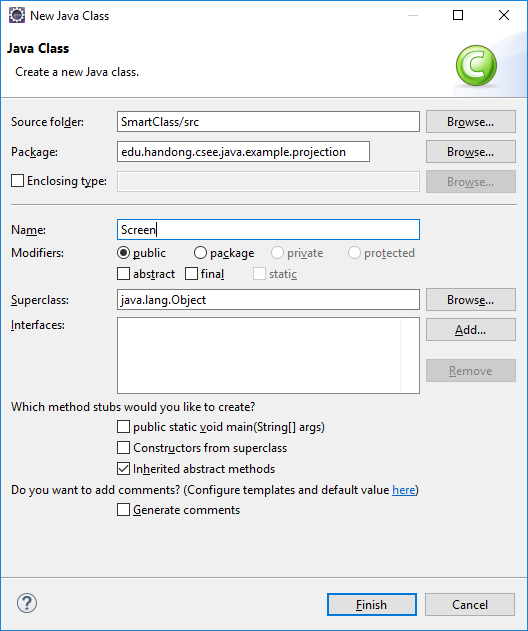 New Java Class
Java Class
Create a new Java class.
C
Source folder: SmartClass/src Browse...
Package: edu.handong.csee.java.example.projection Browse...
Enclosing type: Browse...
Name: Screen
Modifiers: public package private protected
abstract final static
Superclass: java.lang.Object Browse...
Interfaces: Add...
Remove
Which method stubs would you like to create?
public static void main(String[] args)
Constructors from superclass
Inherited abstract methods
Do you want to add comments? (Configure templates and default value here)
Generate comments
? Finish Cancel